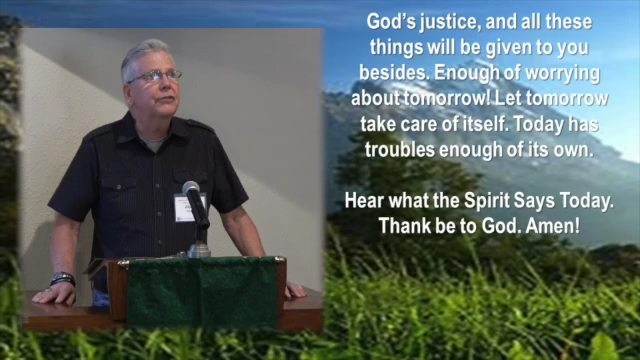 God's justice, and all these
things will be given to you
besides. Enough of worrying
about tomorrow! Let tomorrow
take care of itself. Today has
troubles enough of its own.
Hear what the Spirit Says Today.
Thank be to God. Amen!